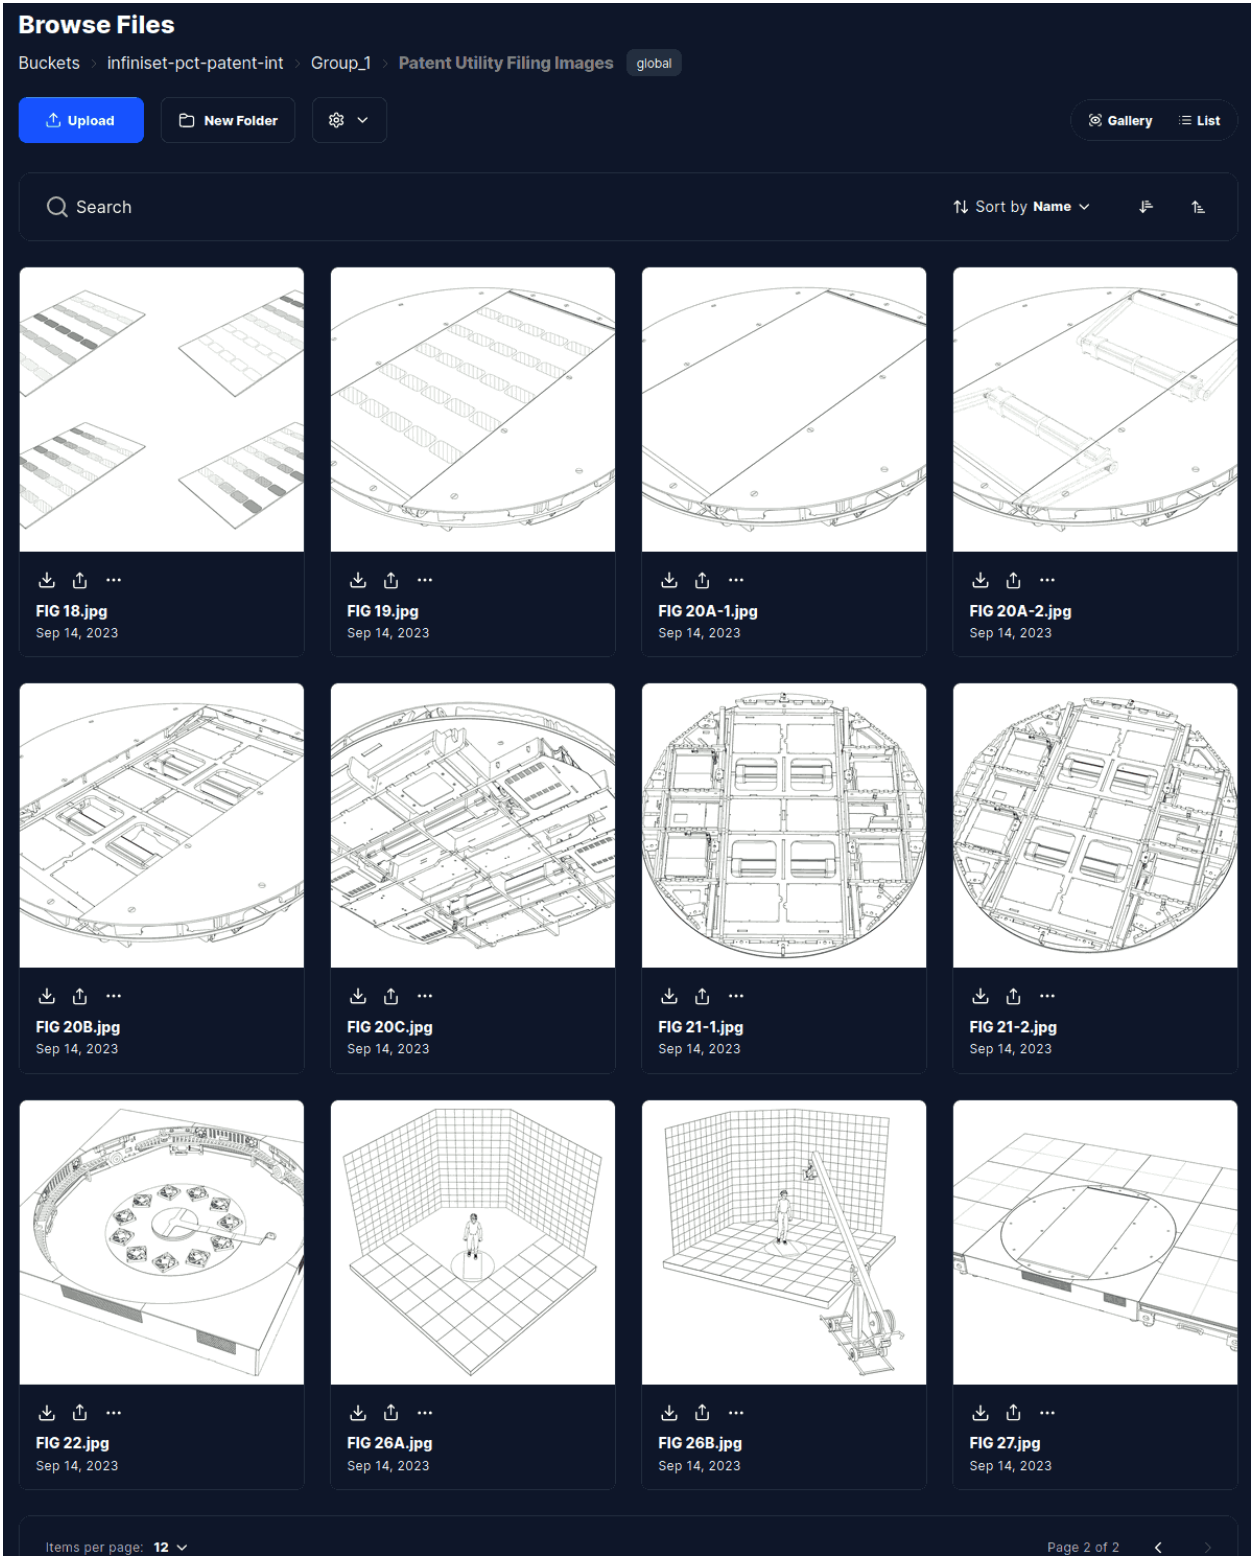 Browse Files
Buckets > infiniset-pct-patent-int > Group_1 > Patent Utility Filing Images global
Upload New Folder Gallery List
Search Sort by Name
FIG 18.jpg FIG 19.jpg FIG 20A-1.jpg FIG 20A-2.jpg
Sep 14, 2023 Sep 14, 2023 Sep 14, 2023 Sep 14, 2023
FIG 20B.jpg FIG 20C.jpg FIG 21-1.jpg FIG 21-2.jpg
Sep 14, 2023 Sep 14, 2023 Sep 14, 2023 Sep 14, 2023
FIG 22.jpg FIG 26A.jpg FIG 26B.jpg FIG 27.jpg
Sep 14, 2023 Sep 14, 2023 Sep 14, 2023 Sep 14, 2023
Items per page: 12 Page 2 of 2